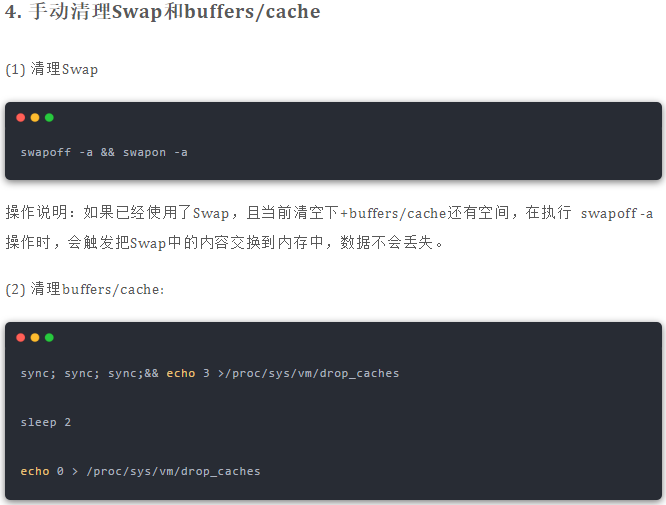 4. 手动清理Swap和buffers/cache
(1) 清理Swap
swapoff -a && swapon -a
操作说明：如果已经使用了Swap，且当前清空下+buffers/cache还有空间，在执行 swapoff -a
操作时，会触发把Swap中的内容交换到内存中，数据不会丢失。
(2) 清理buffers/cache:
sync; sync; sync;&& echo 3 >/proc/sys/vm/drop_caches
sleep 2
echo 0 > /proc/sys/vm/drop_caches